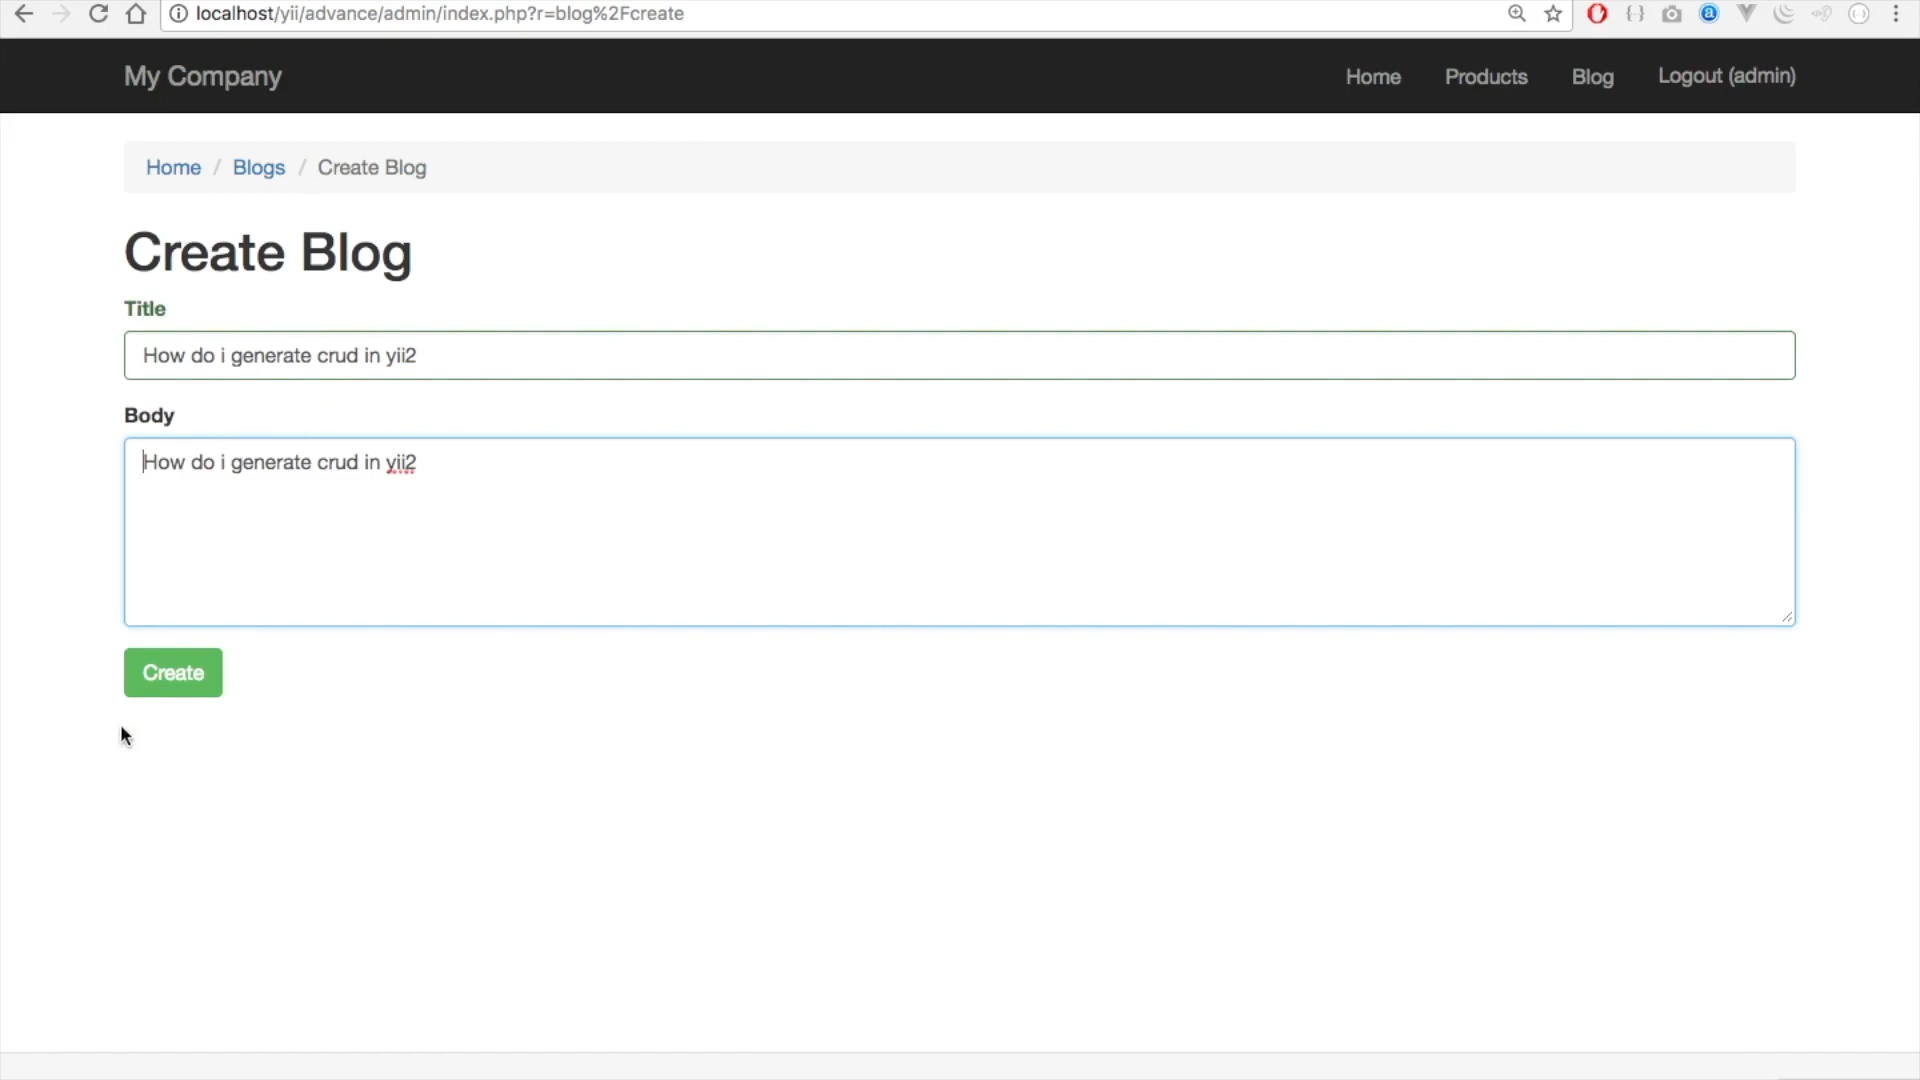 localhost/yii/advance/admin/index.php?r=blog%2Fcreate
My Company
Home Products Blog Logout (admin)
Home / Blogs / Create Blog
Create Blog
Title
How do i generate crud in yii2
Body
How do i generate crud in yii2
Create